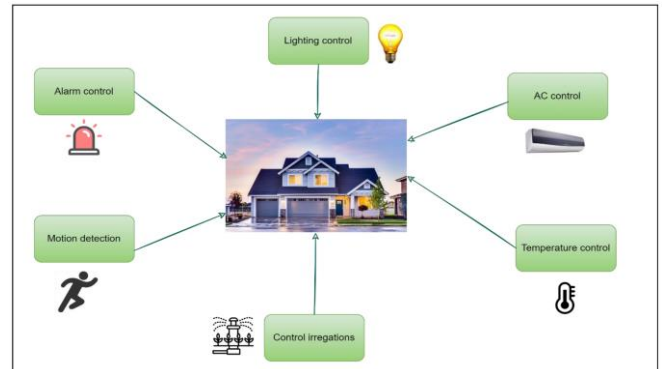 Lighting control
Alarm control
AC control
Motion detection
Temperature control
Control irregations